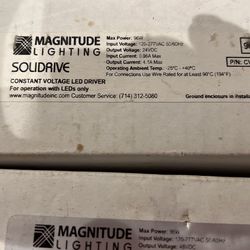 MAGNITUDE
LIGHTING
SOLIDRIVE
CONSTANT VOLTAGE LED DRIVER
For operation with LEDs only
www.magnitudeinc.com Customer Service: (714) 312-5080
Max Power: 96W
Input Voltage: 120-277VAC 50/60Hz
Output Voltage: 24VDC
Input Current: 0.96A Max
Output Current: 4.1A Max
Operating Ambient Temp. -25°C - +40°C
For Connections Use Wire Rated for at Least 90°C (194°F)
P/N: CV
Ground enclosure in
MAGNITUDE
LIGHTING
Max Power: 96W
Input Voltage: 120-277VAC 50/60Hz
Output Voltage: